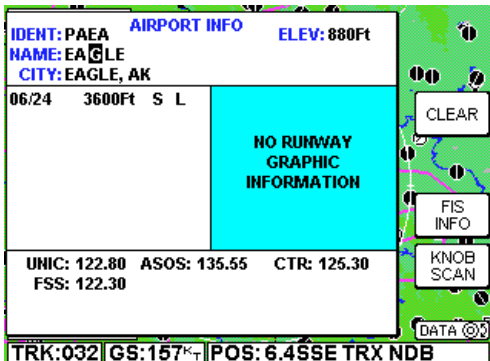 AIRPORT INFO
IDENT: PAEA ELEV: 880Ft
NAME: EAGLE
CITY: EAGLE, AK
06/24 3600Ft S L
NO RUNWAY
GRAPHIC
INFORMATION
CLEAR
FIS
INFO
KNOB
SCAN
UNIC: 122.80 ASOS: 135.55 CTR: 125.30
FSS: 122.30
DATA
TRK:032 GS:157KT POS: 6.4SSE TRX NDB